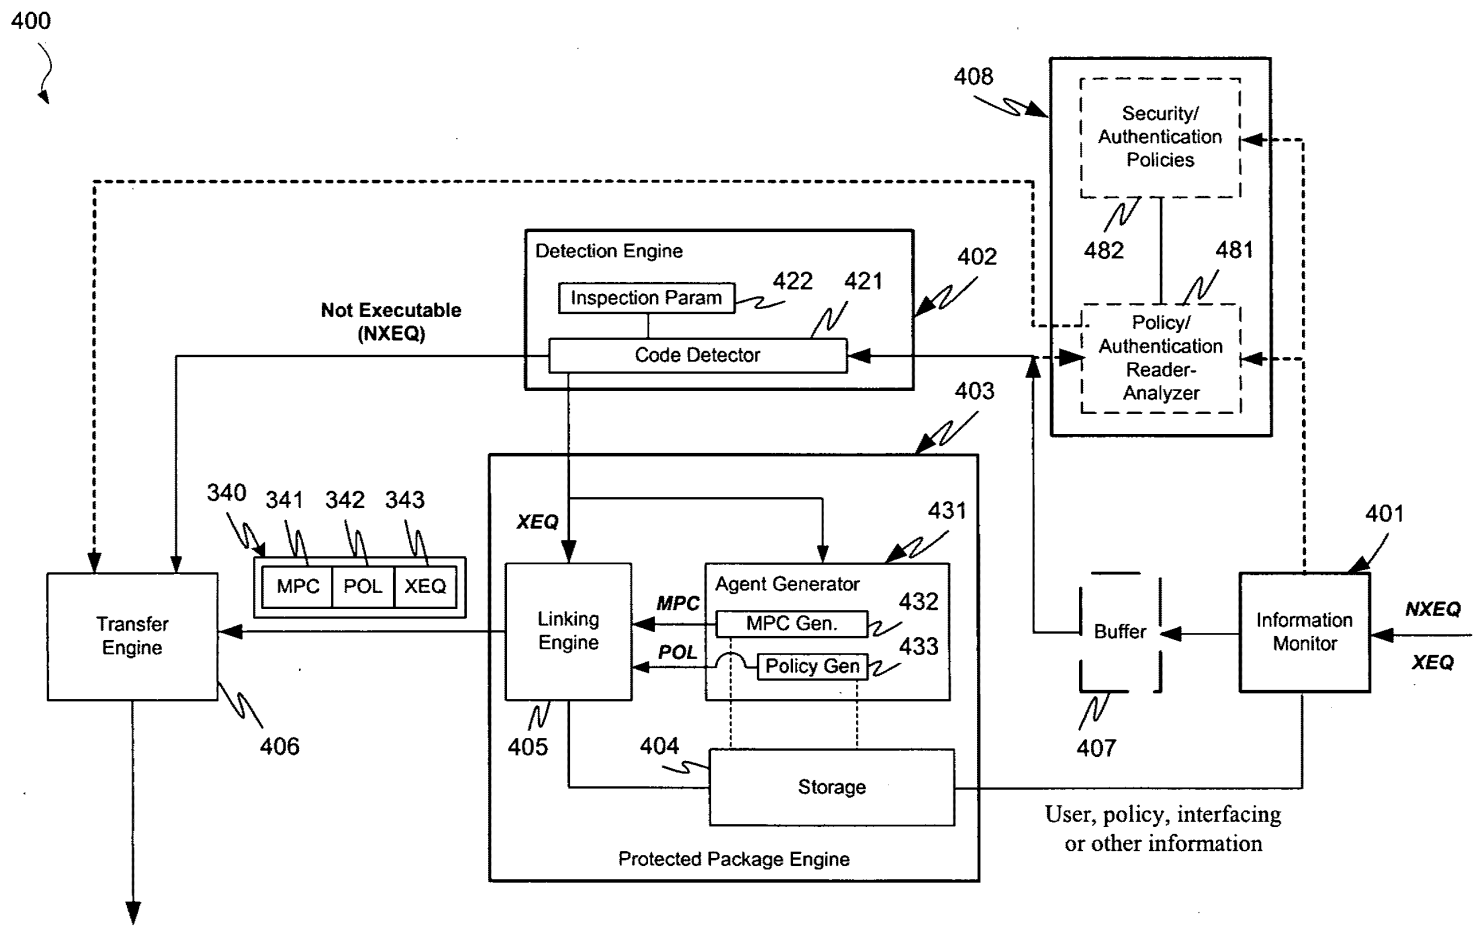 400
408
Security/
Authentication
Policies
482
481
Policy/
Authentication
Reader-
Analyzer
Detection Engine
402
Inspection Param
422
421
Code Detector
Not Executable
(NXEQ)
403
340
341
342
343
MPC
POL
XEQ
XEQ
431
Agent Generator
MPC
MPC Gen.
432
POL
Policy Gen
433
Linking
Engine
405
404
Storage
Protected Package Engine
Transfer
Engine
406
Buffer
407
401
Information
Monitor
NXEQ
XEQ
User, policy, interfacing
or other information